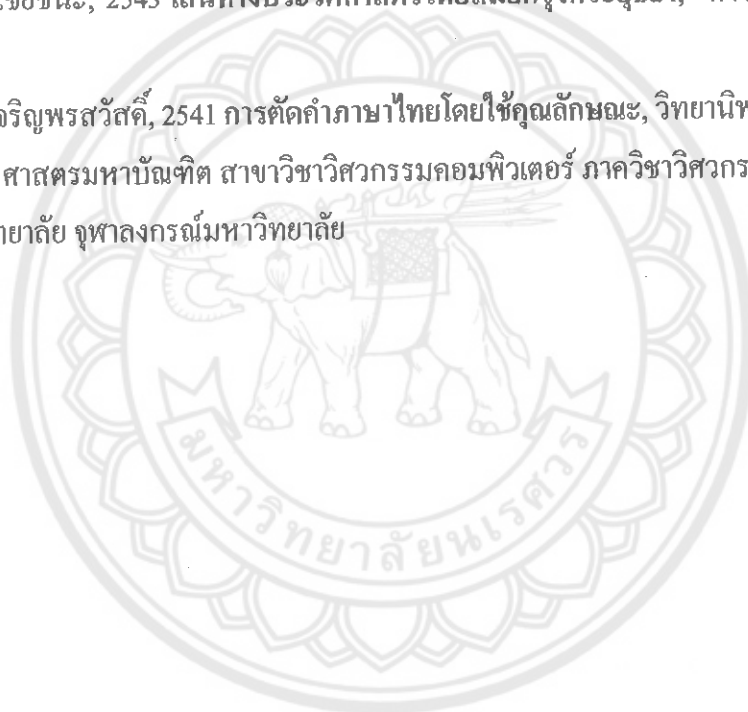 2543
จริญพรสวัสดิ์, 2541 การตัดคำภาษาไทยโดยใช้คุณลักษณะ, วิทยานิพ
ศาสตรมหาบัณฑิต สาขาวิชาวิศวกรรมคอมพิวเตอร์ ภาควิชาวิศวกร
ยาลัย จุฬาลงกรณ์มหาวิทยาลัย
มหาวิทยาลัยนเรศวร